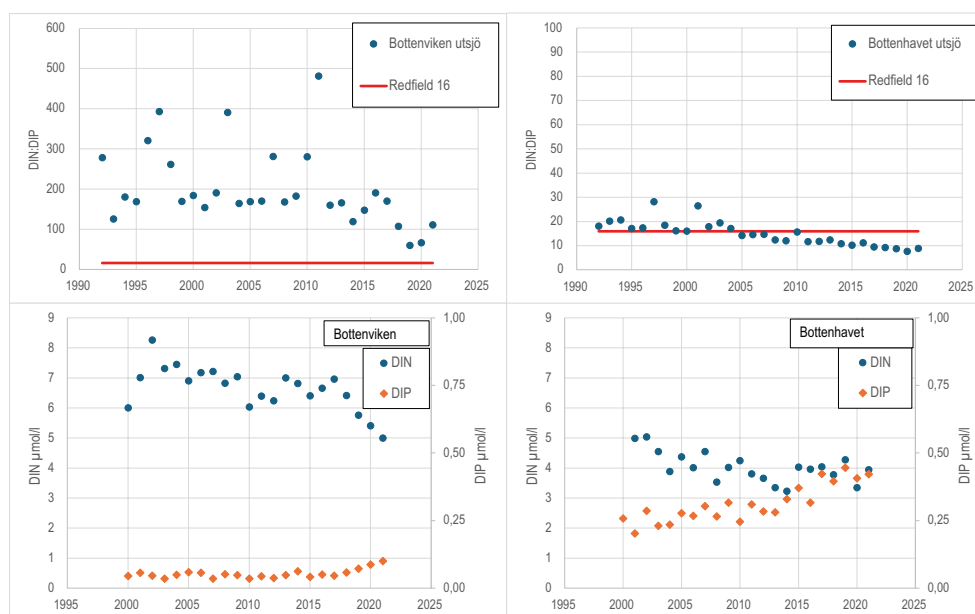 600
500
400
300
200
100
0
1990 1995 2000 2005 2010 2015 2020 2025
DIN:DIP
Bottenviken utsjö
Redfield 16
100
90
80
70
60
50
40
30
20
10
0
1990 1995 2000 2005 2010 2015 2020 2025
DIN:DIP
Bottenhavet utsjö
Redfield 16
9
8
7
6
5
4
3
2
1
0
1995 2000 2005 2010 2015 2020 2025
DIN µmol/l
1,00
0,75
0,50
0,25
0,00
DIP µmol/l
Bottenviken
DIN
DIP
9
8
7
6
5
4
3
2
1
0
1995 2000 2005 2010 2015 2020 2025
DIN µmol/l
1,00
0,75
0,50
0,25
0,00
DIP µmol/l
Bottenhavet
DIN
DIP